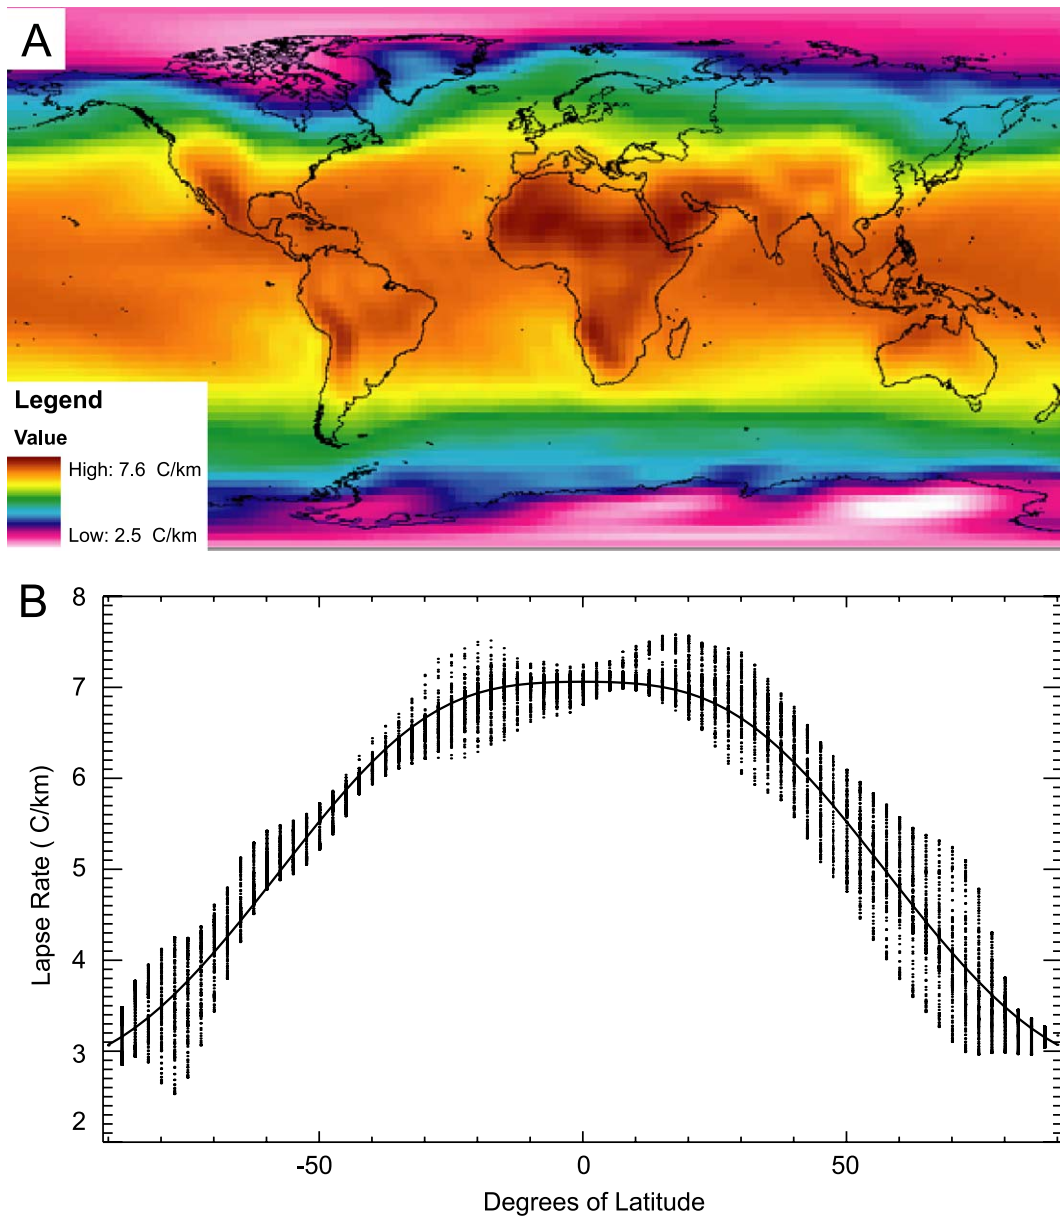 A
Legend
Value
High: 7.6 C/km
Low: 2.5 C/km
B
8
7
6
5
4
3
2
Lapse Rate ( C/km)
-50 0 50
Degrees of Latitude